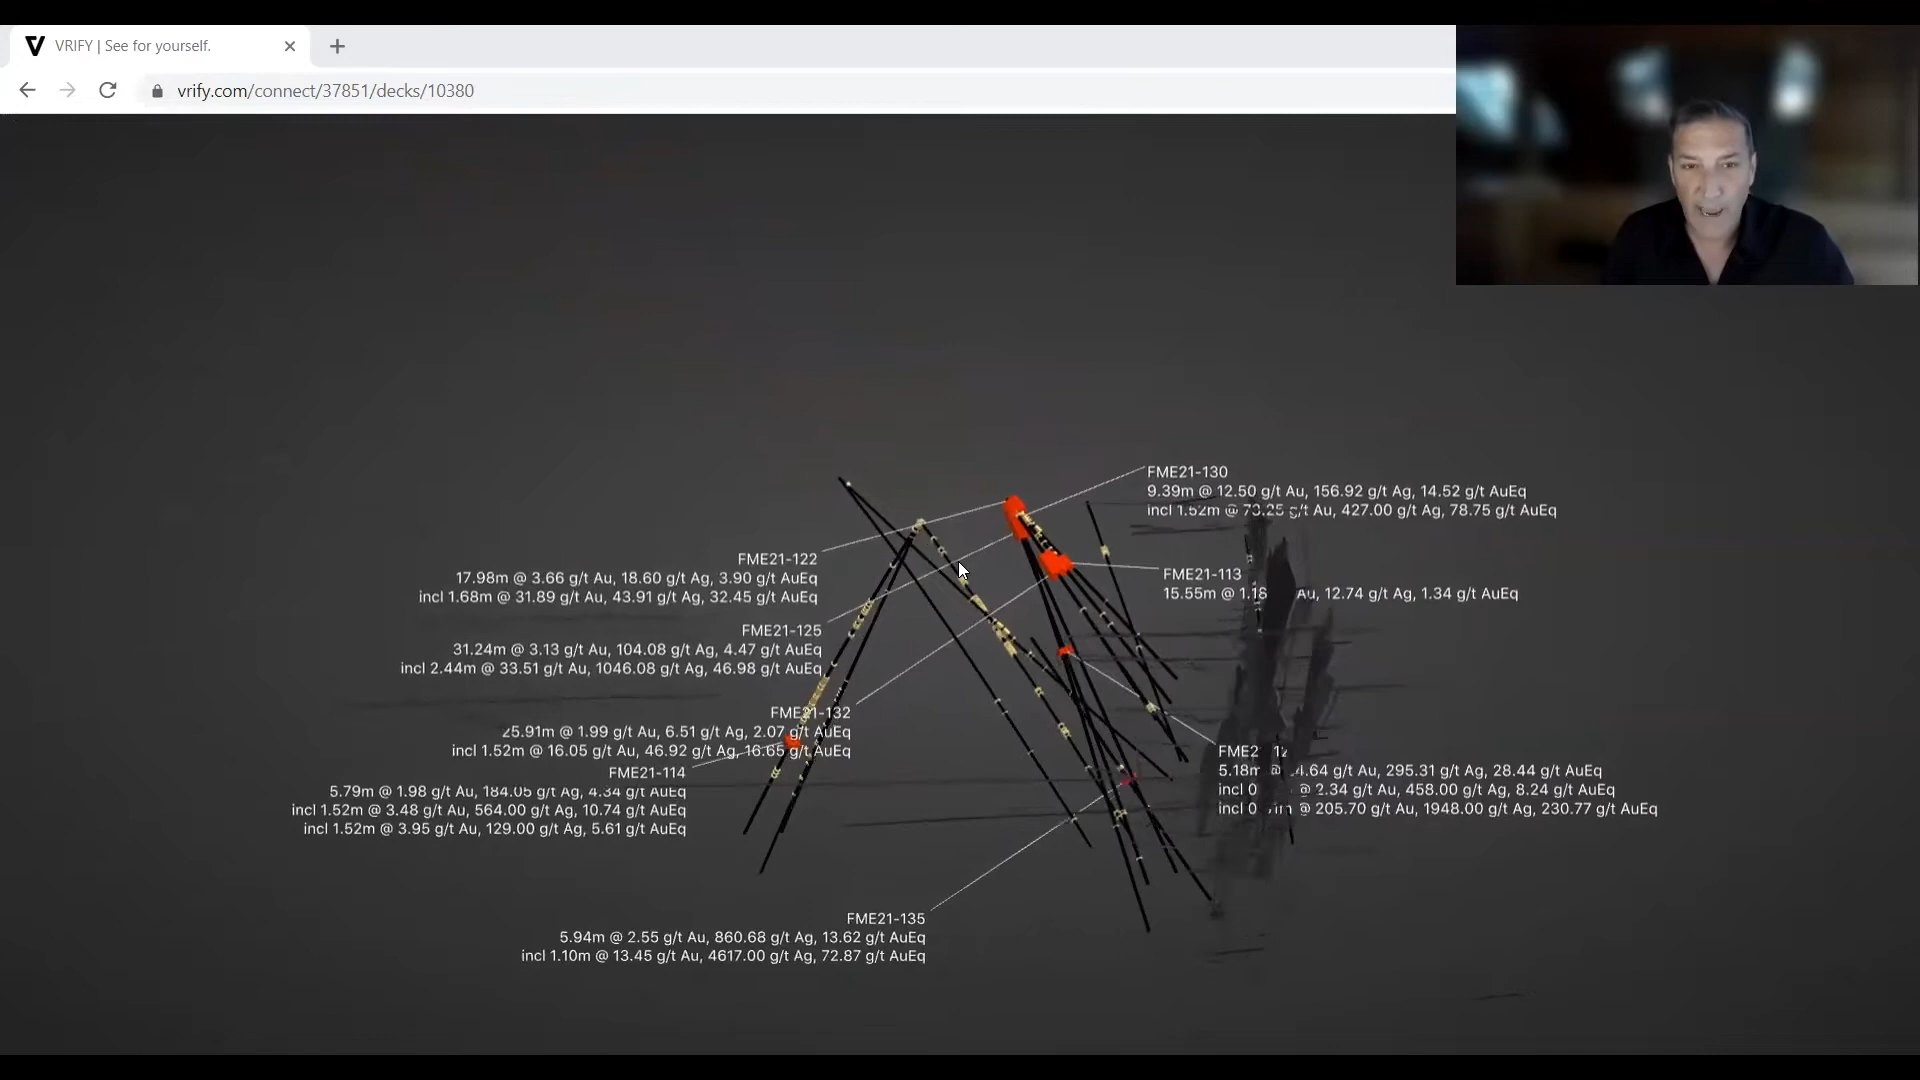 VRIFY | See for yourself.
vrify.com/connect/37851/decks/10380
FME21-130
9.39m @ 12.50 g/t Au, 156.92 g/t Ag, 14.52 g/t AuEq
incl 1.52m @ 73.25 g/t Au, 427.00 g/t Ag, 78.75 g/t AuEq
FME21-122
17.98m @ 3.66 g/t Au, 18.60 g/t Ag, 3.90 g/t AuEq
incl 1.68m @ 31.89 g/t Au, 43.91 g/t Ag, 32.45 g/t AuEq
FME21-113
15.55m @ 1.18 Au, 12.74 g/t Ag, 1.34 g/t AuEq
FME21-125
31.24m @ 3.13 g/t Au, 104.08 g/t Ag, 4.47 g/t AuEq
incl 2.44m @ 33.51 g/t Au, 1046.08 g/t Ag, 46.98 g/t AuEq
FME21-132
25.91m @ 1.99 g/t Au, 6.51 g/t Ag, 2.07 g/t AuEq
incl 1.52m @ 16.05 g/t Au, 46.92 g/t Ag, 16.65 g/t AuEq
FME21-114
5.79m @ 1.98 g/t Au, 184.05 g/t Ag, 4.34 g/t AuEq
incl 1.52m @ 3.48 g/t Au, 564.00 g/t Ag, 10.74 g/t AuEq
incl 1.52m @ 3.95 g/t Au, 129.00 g/t Ag, 5.61 g/t AuEq
5.18m @ g/t Au, 295.31 g/t Ag, 28.44 g/t AuEq
incl @ 2.34 g/t Au, 458.00 g/t Ag, 8.24 g/t AuEq
incl @ 205.70 g/t Au, 1948.00 g/t Ag, 230.77 g/t AuEq
FME21-135
5.94m @ 2.55 g/t Au, 860.68 g/t Ag, 13.62 g/t AuEq
incl 1.10m @ 13.45 g/t Au, 4617.00 g/t Ag, 72.87 g/t AuEq